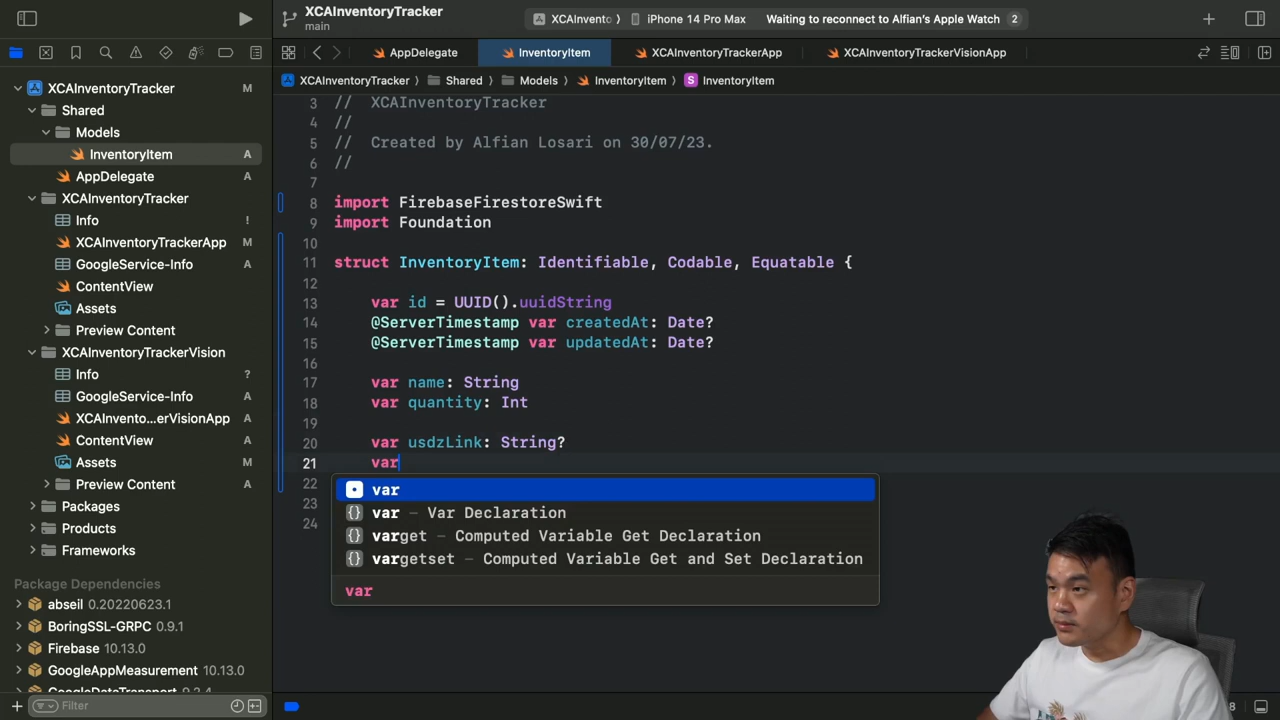 XCAInventoryTracker
main
XCAInvento
iPhone 14 Pro Max
Waiting to reconnect to Alfian's Apple Watch
2
AppDelegate
InventoryItem
XCAInventoryTrackerApp
XCAInventoryTrackerVisionApp
XCAInventoryTracker
Shared
Models
InventoryItem
S
InventoryItem
XCAInventoryTracker M
Shared
Models
InventoryItem A
AppDelegate A
XCAInventoryTracker
Info !
XCAInventoryTrackerApp M
GoogleService-Info A
ContentView
Assets
Preview Content
XCAInventoryTrackerVision
Info ?
GoogleService-Info A
XCAInvento...erVisionApp A
ContentView A
Assets M
Preview Content A
Packages
Products
Frameworks
Package Dependencies
abseil 0.20220623.1
BoringSSL-GRPC 0.9.1
Firebase 10.13.0
GoogleAppMeasurement 10.13.0
GoogleDataTransport 9.2.4
Filter
3 // XCAInventoryTracker
4 //
5 // Created by Alfian Losari on 30/07/23.
6 //
7
8 import FirebaseFirestoreSwift
9 import Foundation
10
11 struct InventoryItem: Identifiable, Codable, Equatable {
12
13 var id = UUID().uuidString
14 @ServerTimestamp var createdAt: Date?
15 @ServerTimestamp var updatedAt: Date?
16
17 var name: String
18 var quantity: Int
19
20 var usdzLink: String?
21 var
22
23
24
var
{} var — Var Declaration
{} varget — Computed Variable Get Declaration
{} vargetset — Computed Variable Get and Set Declaration
var
8